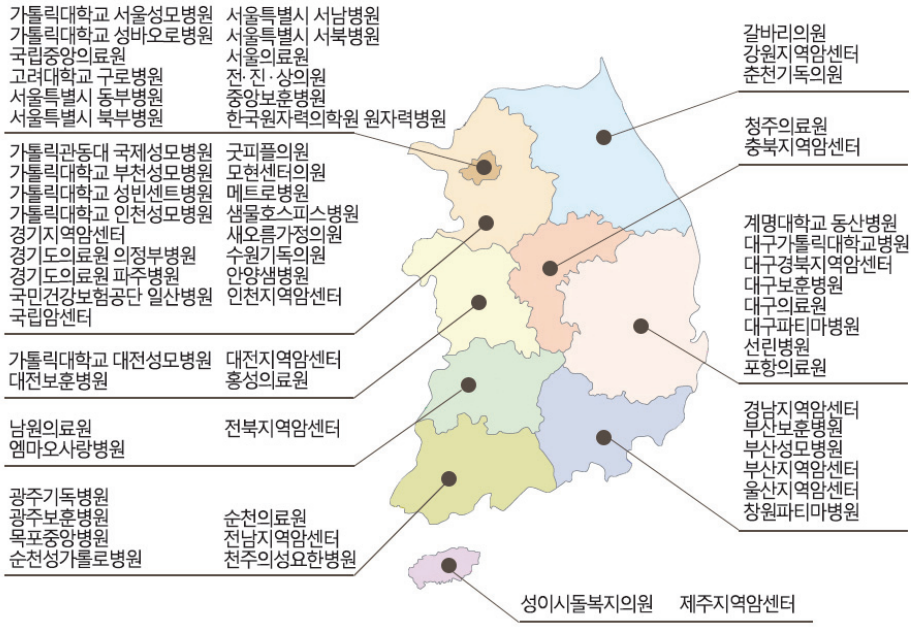 가톨릭대학교 서울성모병원 서울특별시 서남병원
가톨릭대학교 성바오로병원 서울특별시 서북병원
국립중앙의료원 서울의료원
고려대학교 구로병원 전·진·상의원
서울특별시 동부병원 중앙보훈병원
서울특별시 북부병원 한국원자력의학원 원자력병원
가톨릭관동대 국제성모병원 굿피플의원
가톨릭대학교 부천성모병원 모현센터의원
가톨릭대학교 성빈센트병원 메트로병원
가톨릭대학교 인천성모병원 샘물호스피스병원
경기지역암센터 새오름가정의원
경기도의료원 의정부병원 수원기독의원
경기도의료원 파주병원 안양샘병원
국민건강보험공단 일산병원 인천지역암센터
국립암센터
가톨릭대학교 대전성모병원 대전지역암센터
대전보훈병원 홍성의료원
남원의료원 전북지역암센터
엠마오사랑병원
광주기독병원
광주보훈병원 순천의료원
목포중앙병원 전남지역암센터
순천성가롤로병원 천주의성요한병원
갈바리의원
강원지역암센터
춘천기독의원
청주의료원
충북지역암센터
계명대학교 동산병원
대구가톨릭대학교병원
대구경북지역암센터
대구보훈병원
대구의료원
대구파티마병원
선린병원
포항의료원
경남지역암센터
부산보훈병원
부산성모병원
부산지역암센터
울산지역암센터
창원파티마병원
성이시돌복지의원 제주지역암센터